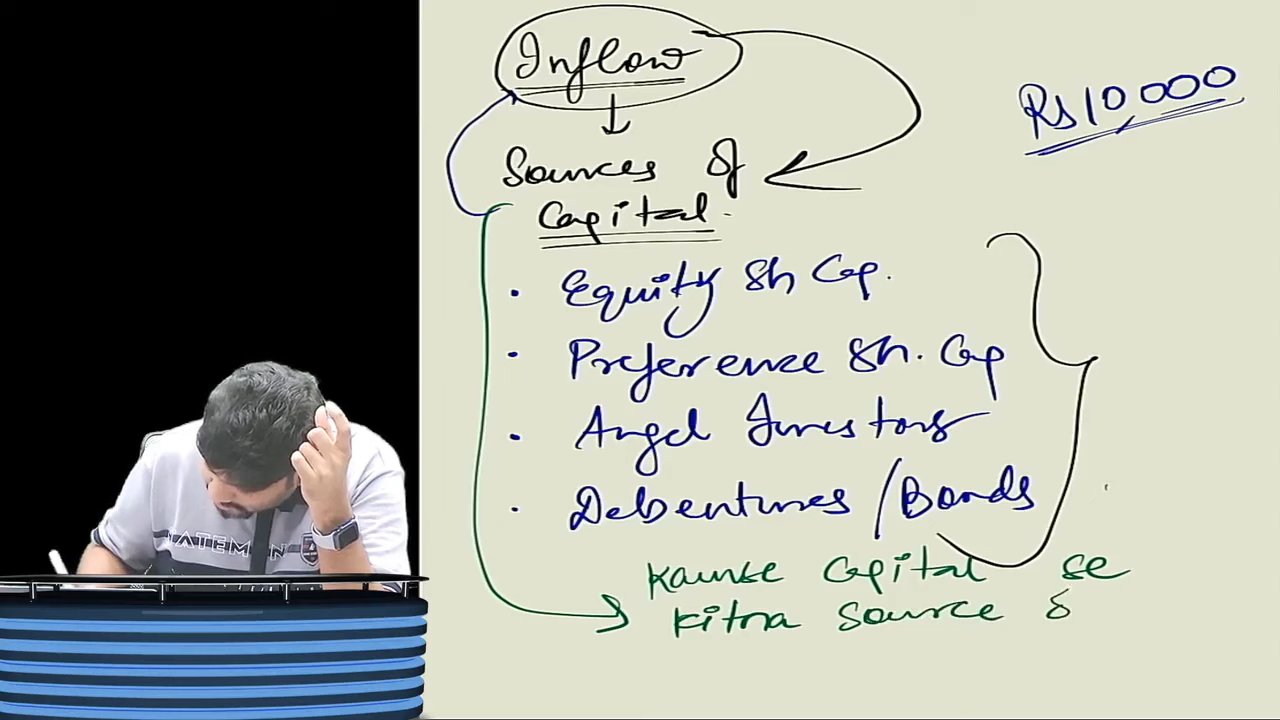 Inflow
Rs 10000
Sources of
Capital.
• Equity Sh Cap.
• Preference Sh. Cap
• Angel Investors
• Debentures / Bonds
Kaunse Capital se
Kitna source